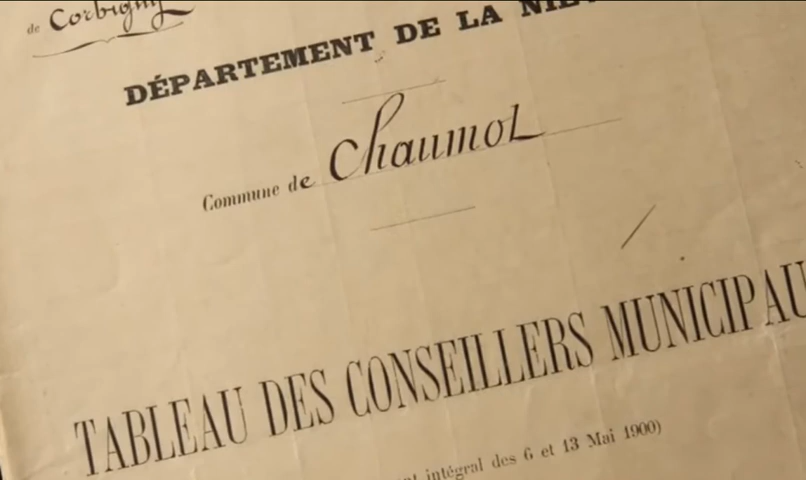 de Corbigny
DÉPARTEMENT DE LA
Commune de Chaumot
TABLEAU DES CONSEILLERS MUNICIPAU
intégral des 6 et 13 Mai 1900)